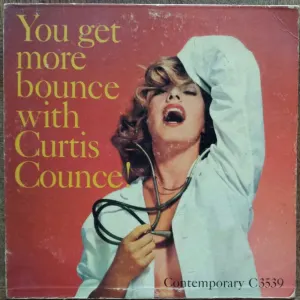 You get
more
bounce
with
Curtis
Counce!
Contemporary C3539